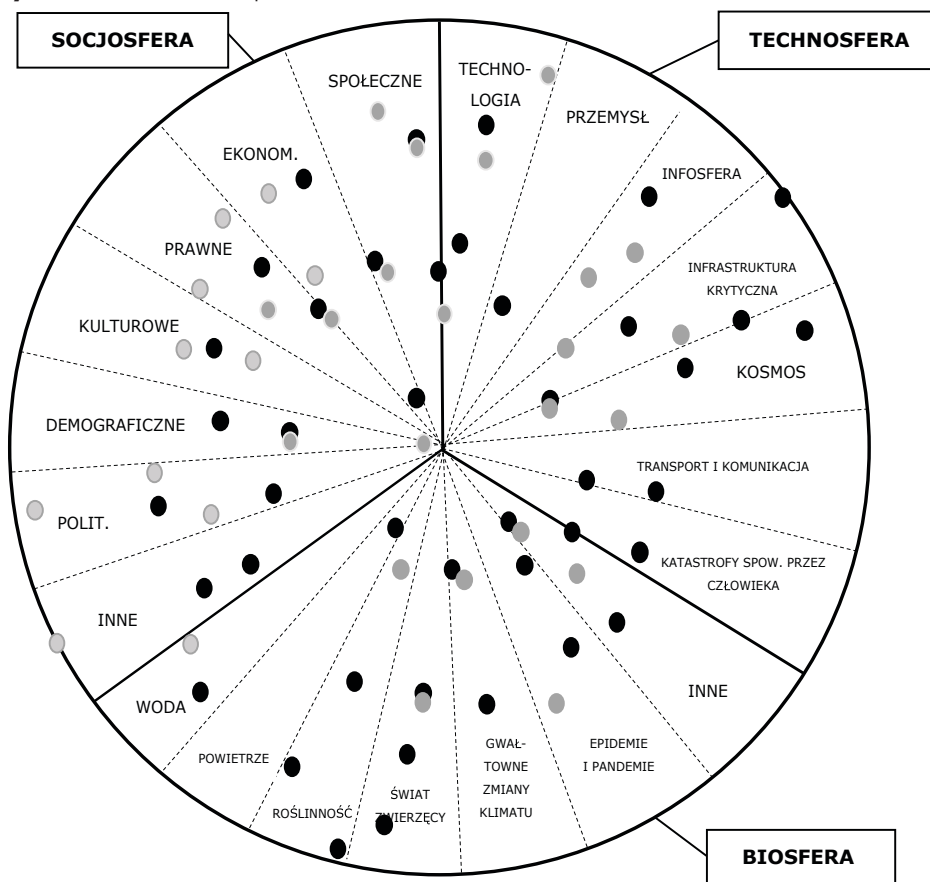 SOCJOSFERA
TECHNOSFERA
SPOŁECZNE
TECHNO-
LOGIA
PRZEMYSŁ
EKONOM.
INFOSFERA
PRAWNE
INFRASTRUKTURA
KRYTYCZNA
KULTUROWE
KOSMOS
DEMOGRAFICZNE
TRANSPORT I KOMUNIKACJA
POLIT.
KATASTROFY SPOW. PRZEZ
CZŁOWIEKA
INNE
INNE
WODA
POWIETRZE
ROŚLINNOŚĆ
ŚWIAT
ZWIERZĘCY
GWAŁ-
TOWNE
ZMIANY
KLIMATU
EPIDEMIE
I PANDEMIE
BIOSFERA